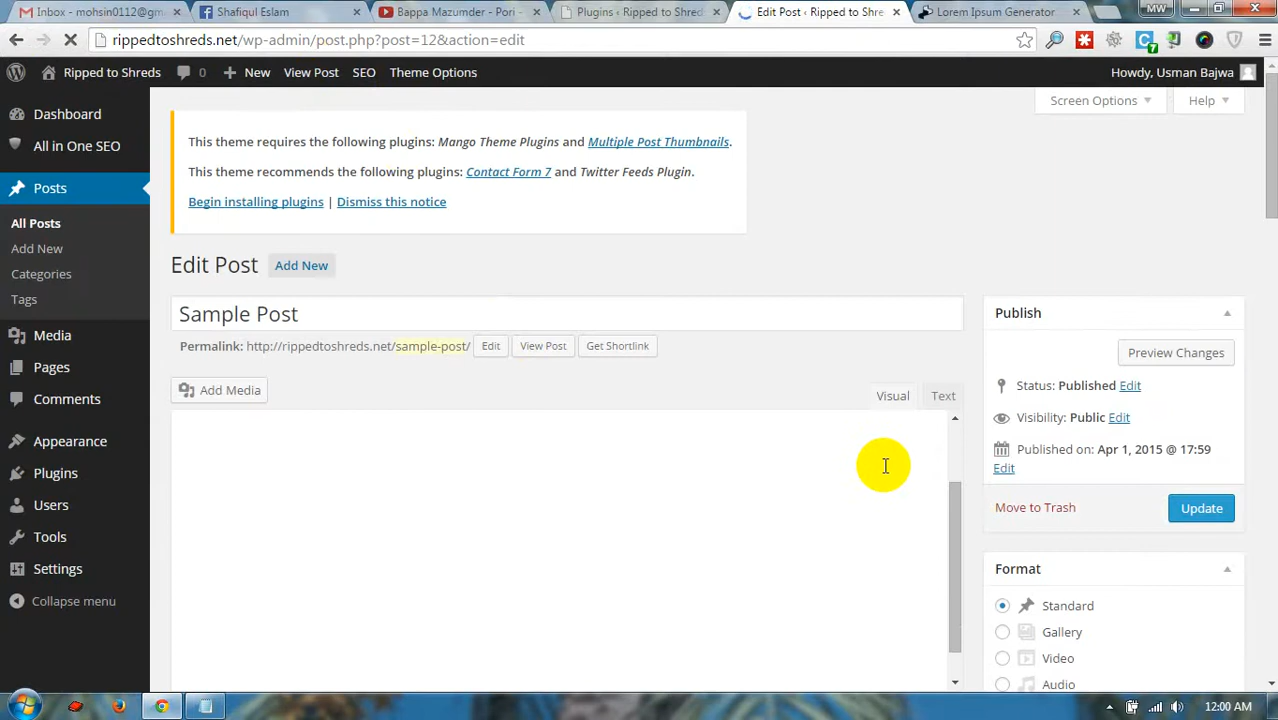 Inbox - mohsin0112@gma
Shafiqul Eslam
Bappa Mazumder - Pori -
Plugins ‹ Ripped to Shred
Edit Post ‹ Ripped to Shre
Lorem Ipsum Generator
MW
rippedtoshreds.net/wp-admin/post.php?post=12&action=edit
7
Ripped to Shreds
0
New
View Post
SEO
Theme Options
Howdy, Usman Bajwa
Screen Options
Help
Dashboard
All in One SEO
Posts
All Posts
Add New
Categories
Tags
Media
Pages
Comments
Appearance
Plugins
Users
Tools
Settings
Collapse menu
This theme requires the following plugins: Mango Theme Plugins and Multiple Post Thumbnails.
This theme recommends the following plugins: Contact Form 7 and Twitter Feeds Plugin.
Begin installing plugins | Dismiss this notice
Edit Post
Add New
Sample Post
Permalink: http://rippedtoshreds.net/sample-post/
Edit
View Post
Get Shortlink
Add Media
Visual
Text
Publish
Preview Changes
Status: Published Edit
Visibility: Public Edit
Published on: Apr 1, 2015 @ 17:59
Edit
Move to Trash
Update
Format
Standard
Gallery
Video
Audio
12:00 AM